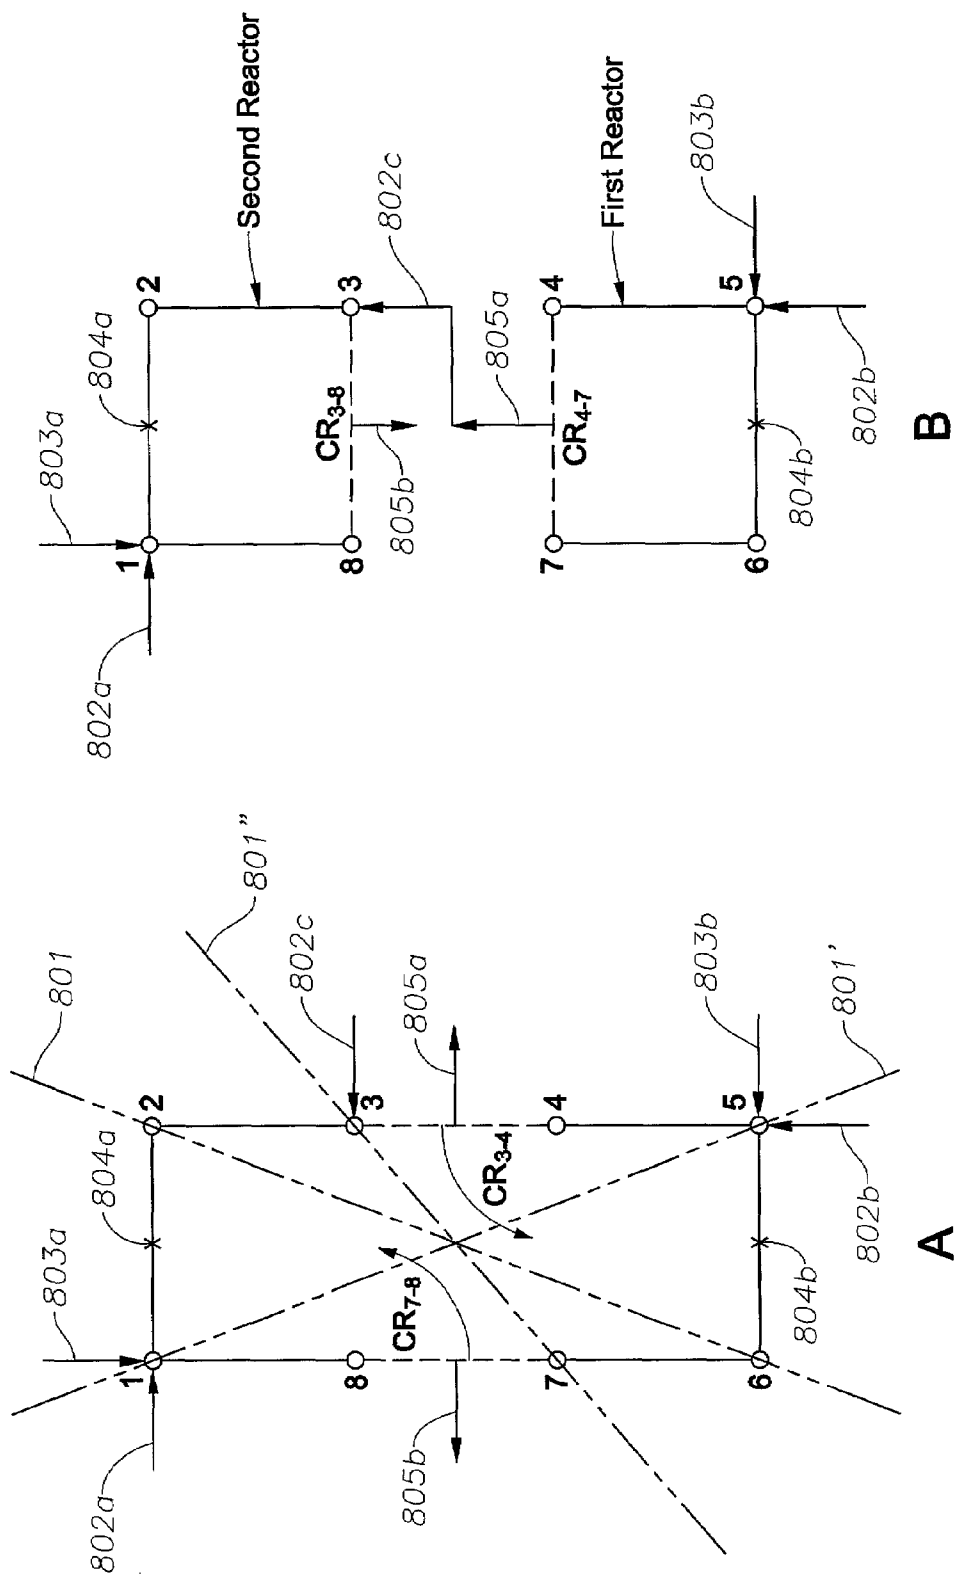 803a
802a
1
804a
2
Second Reactor
CR3-8
805b
8
3
802c
805a
CR4-7
7
4
First Reactor
803b
5
6
804b
802b
B
801
803a
802a
1
804a
2
801"
802c
3
805a
8
CR7-8
CR3-4
805b
7
4
803b
5
801'
6
804b
802b
A